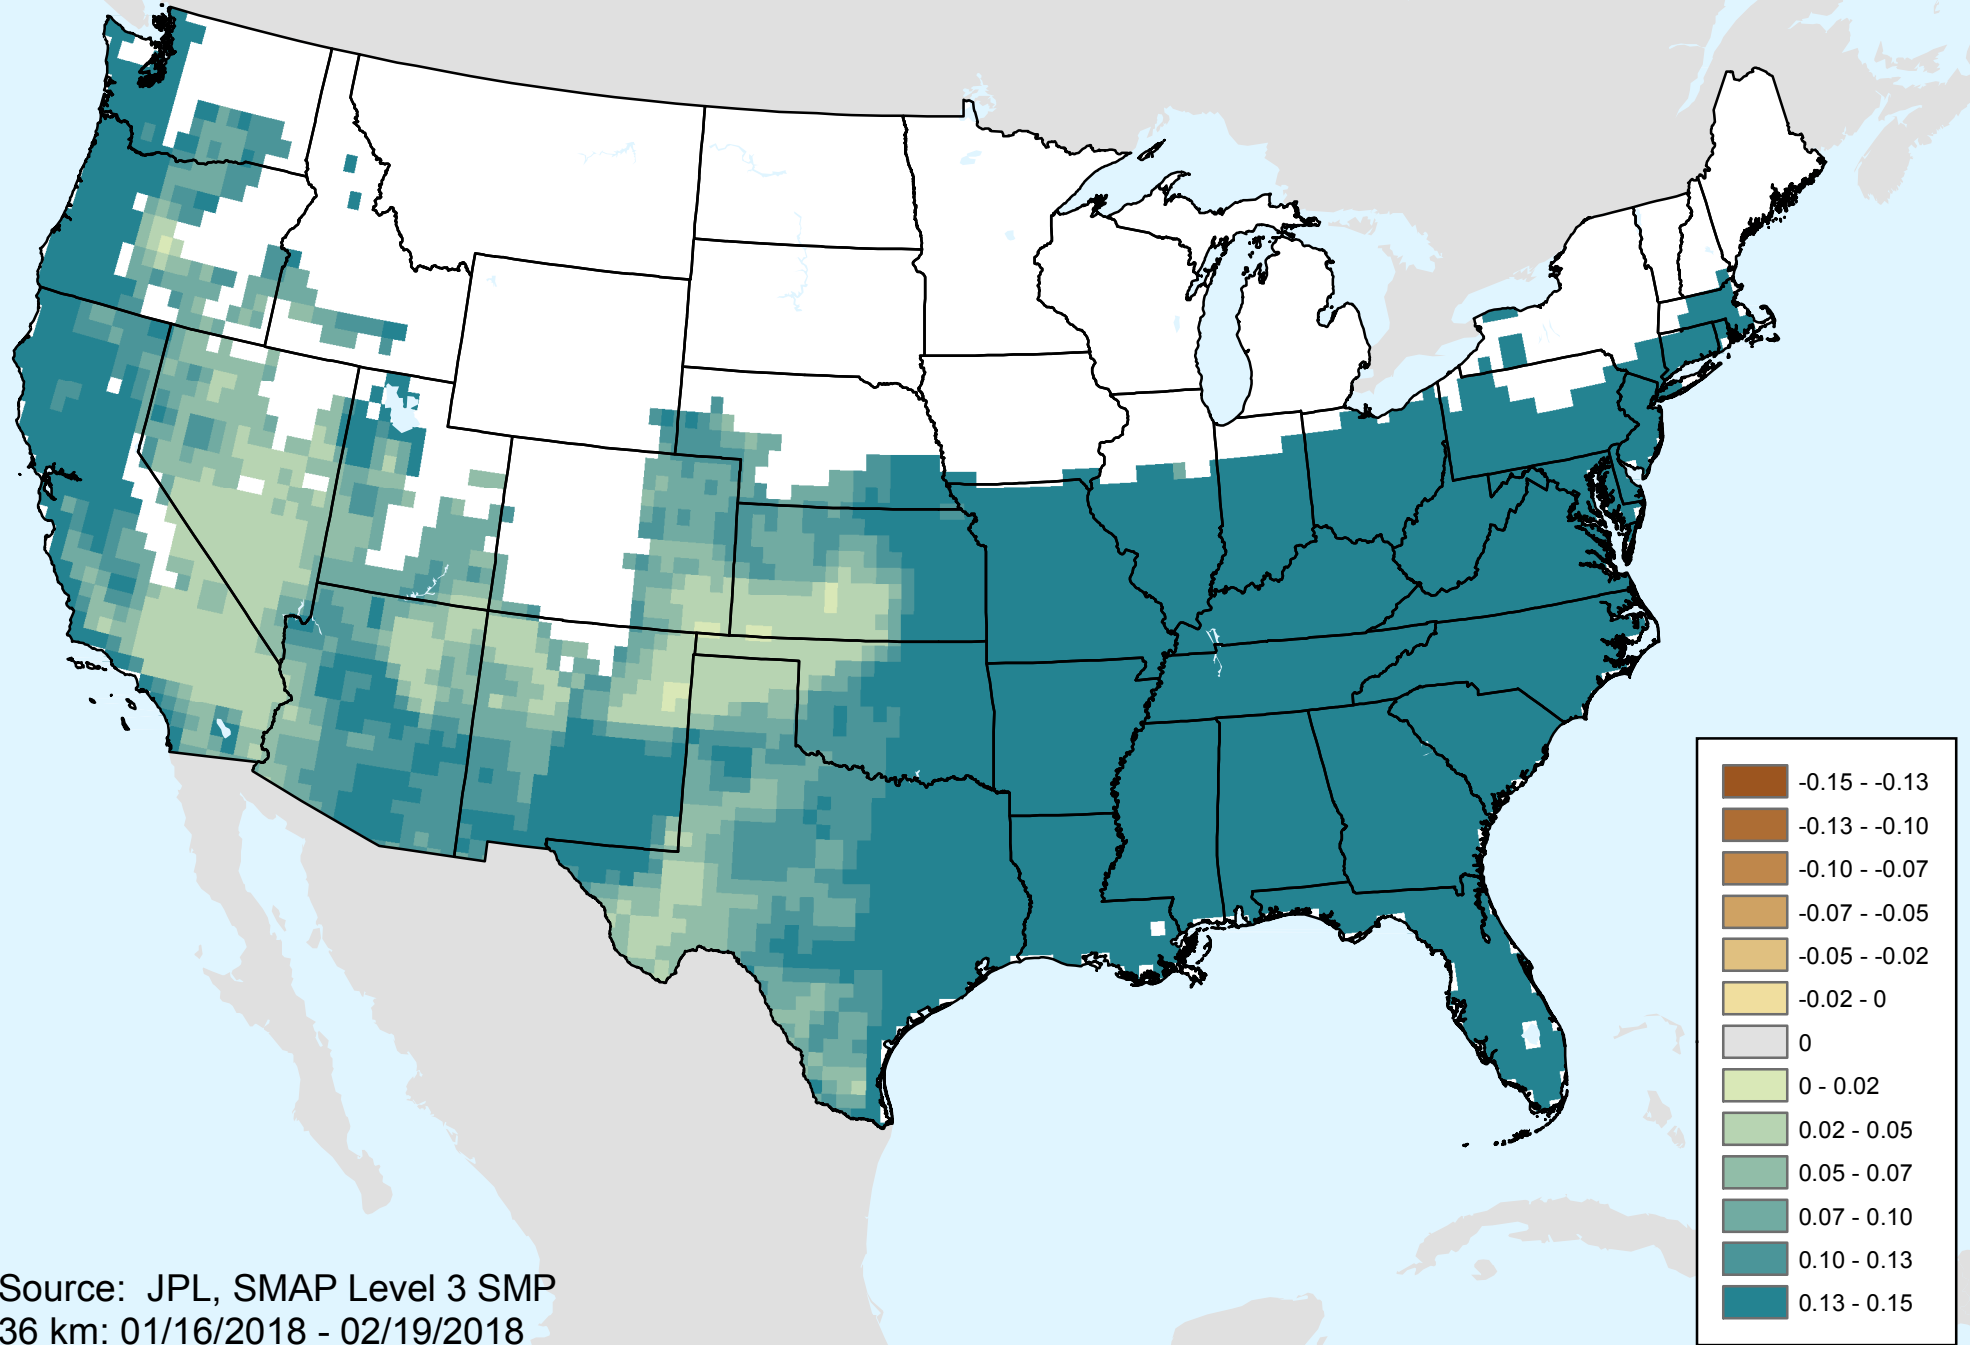 -0.15 - -0.13
-0.13 - -0.10
-0.10 - -0.07
-0.07 - -0.05
-0.05 - -0.02
-0.02 - 0
0
0 - 0.02
0.02 - 0.05
0.05 - 0.07
0.07 - 0.10
0.10 - 0.13
0.13 - 0.15
Source:  JPL, SMAP Level 3 SMP
36 km: 01/16/2018 - 02/19/2018